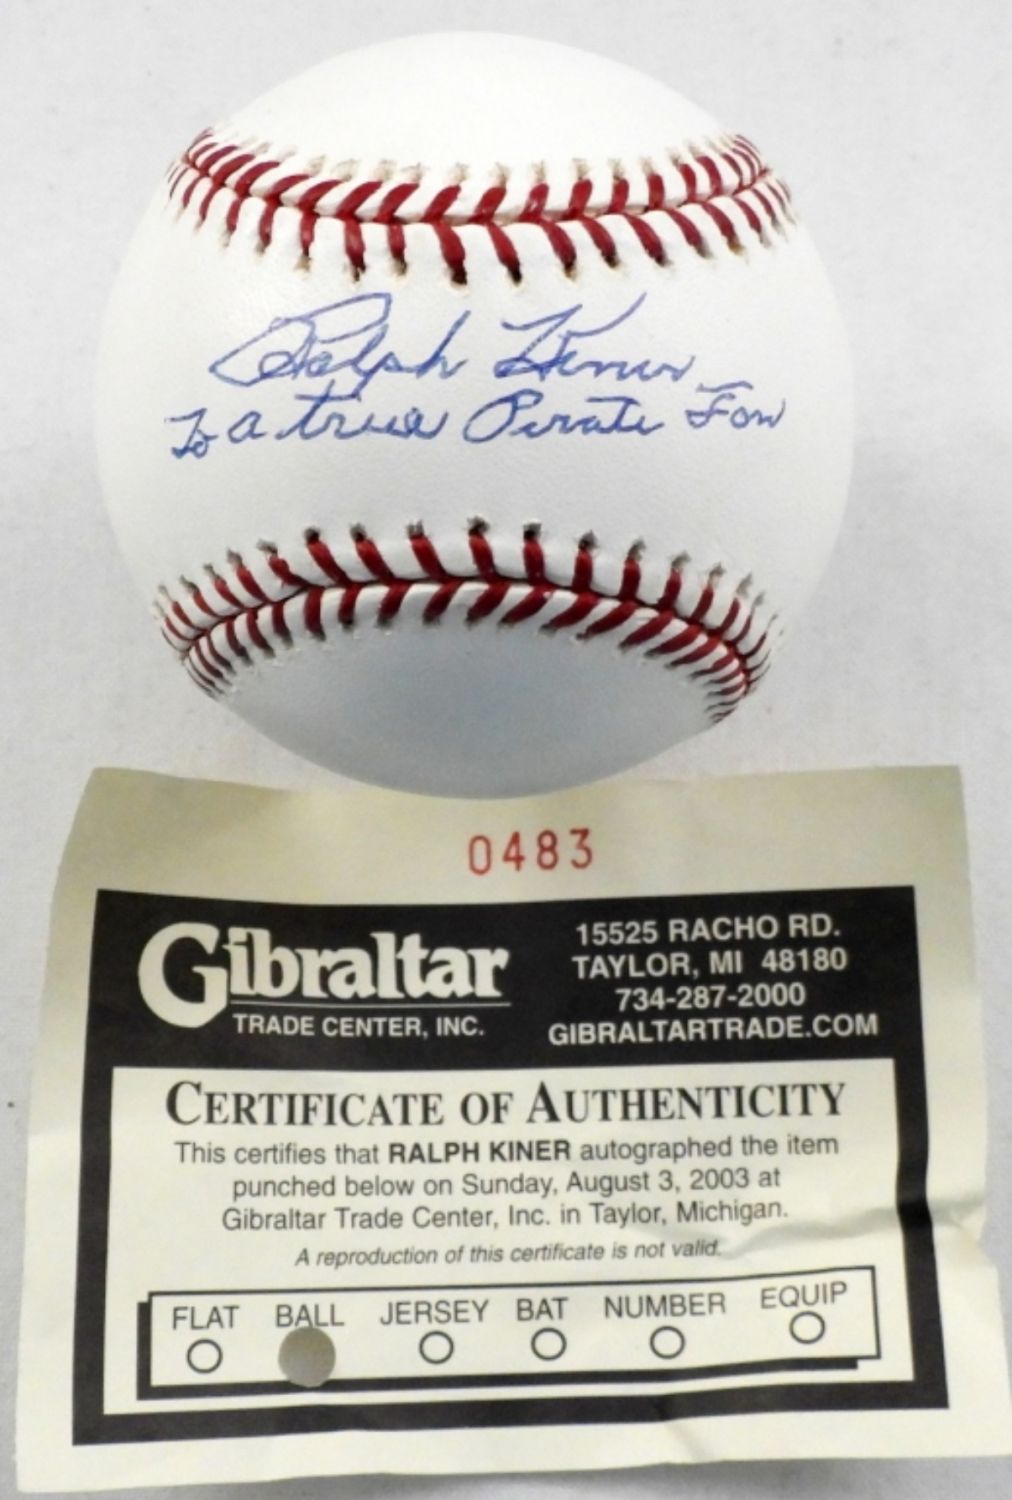 Ralph Kiner
To a true Pirate Fan
0483
Gibraltar
TRADE CENTER, INC.
15525 RACHO RD.
TAYLOR, MI 48180
734-287-2000
GIBRALTARTRADE.COM
CERTIFICATE OF AUTHENTICITY
This certifies that RALPH KINER autographed the item
punched below on Sunday, August 3, 2003 at
Gibraltar Trade Center, Inc. in Taylor, Michigan.
A reproduction of this certificate is not valid.
FLAT BALL JERSEY BAT NUMBER EQUIP